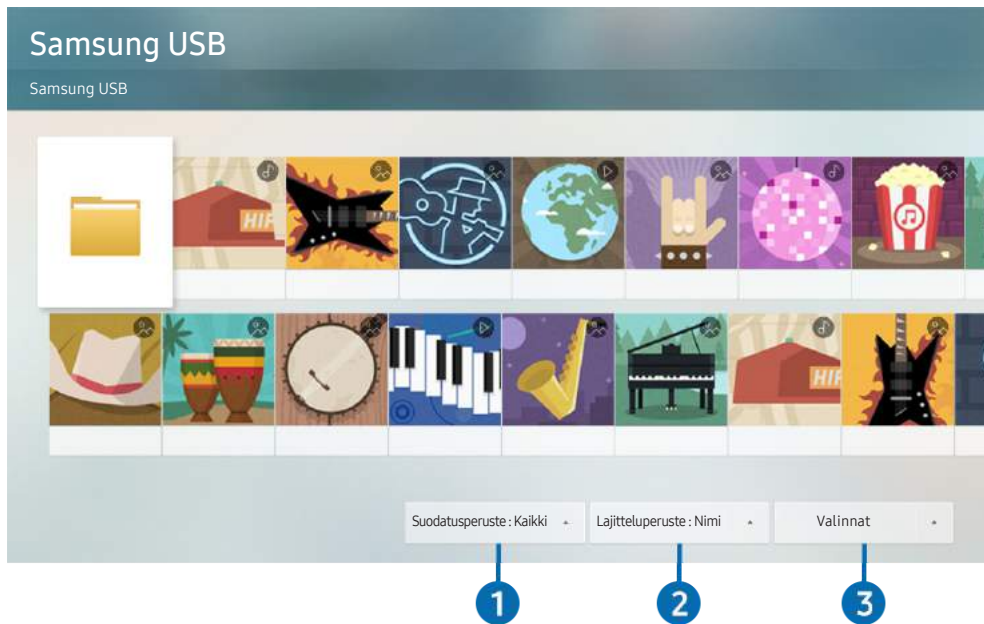 Samsung USB
Samsung USB
HIF
HIF
Suodatusperuste : Kaikki
Lajitteluperuste : Nimi
Valinnat
1
2
3